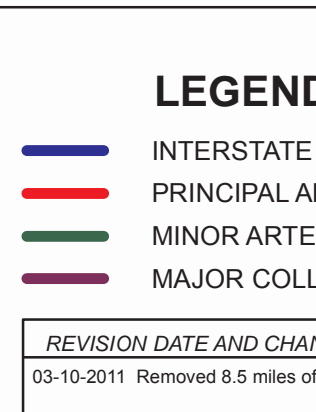 LEGEND
INTERSTATE
PRINCIPAL A
MINOR ARTE
MAJOR COLL
REVISION DATE AND CHAN
03-10-2011 Removed 8.5 miles of